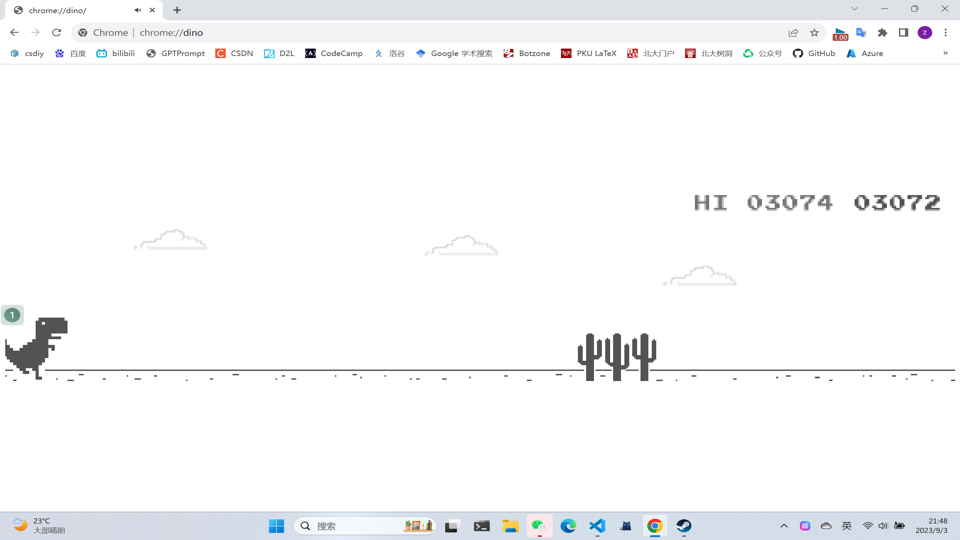 chrome://dino/
Chrome | chrome://dino
1.00
z
csdiy
百度
bilibili
GPTPrompt
CSDN
D2L
CodeCamp
洛谷
Google 学术搜索
Botzone
PKU LaTeX
北大门户
北大树洞
公众号
GitHub
Azure
»
HI 03074 03072
1
23°C
大部晴朗
搜索
英
21:48
2023/9/3